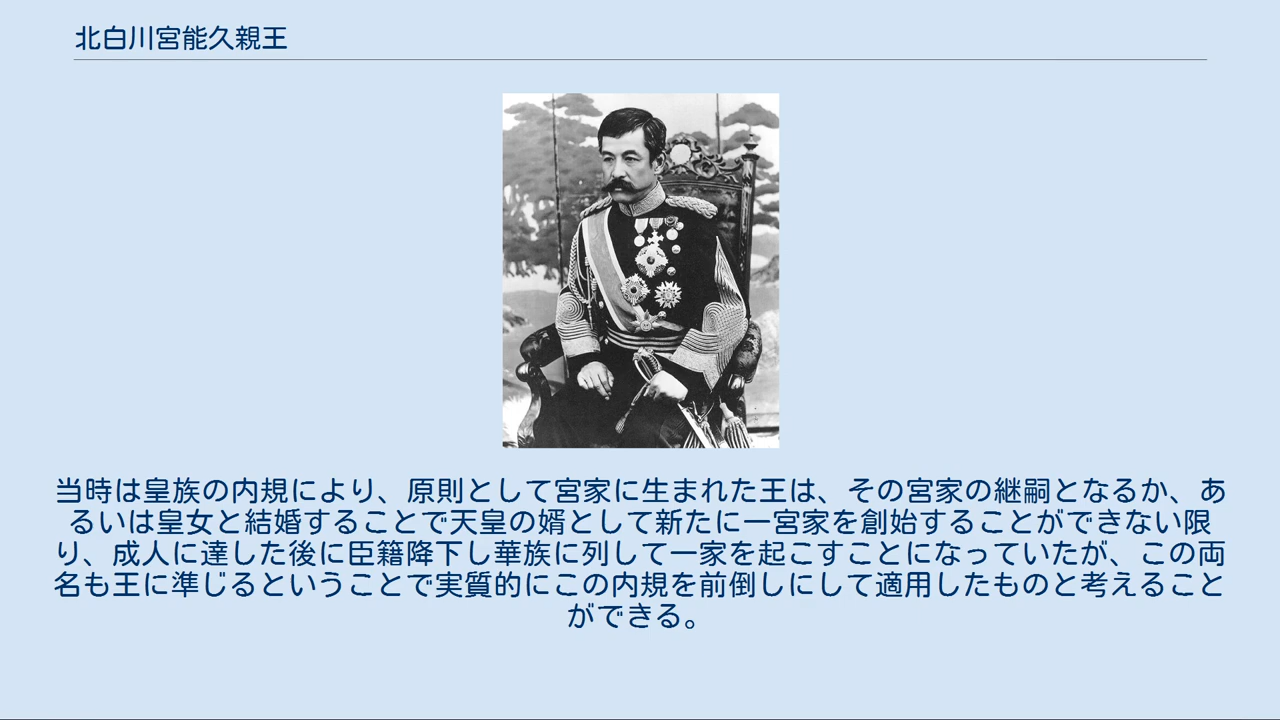 北白川宮能久親王
当時は皇族の内規により、原則として宮家に生まれた王は、その宮家の継嗣となるか、あ
るいは皇女と結婚することで天皇の婿として新たに一宮家を創始することができない限
り、成人に達した後に臣籍降下し華族に列して一家を起こすことになっていたが、この両
名も王に準じるということで実質的にこの内規を前倒しにして適用したものと考えること
ができる。